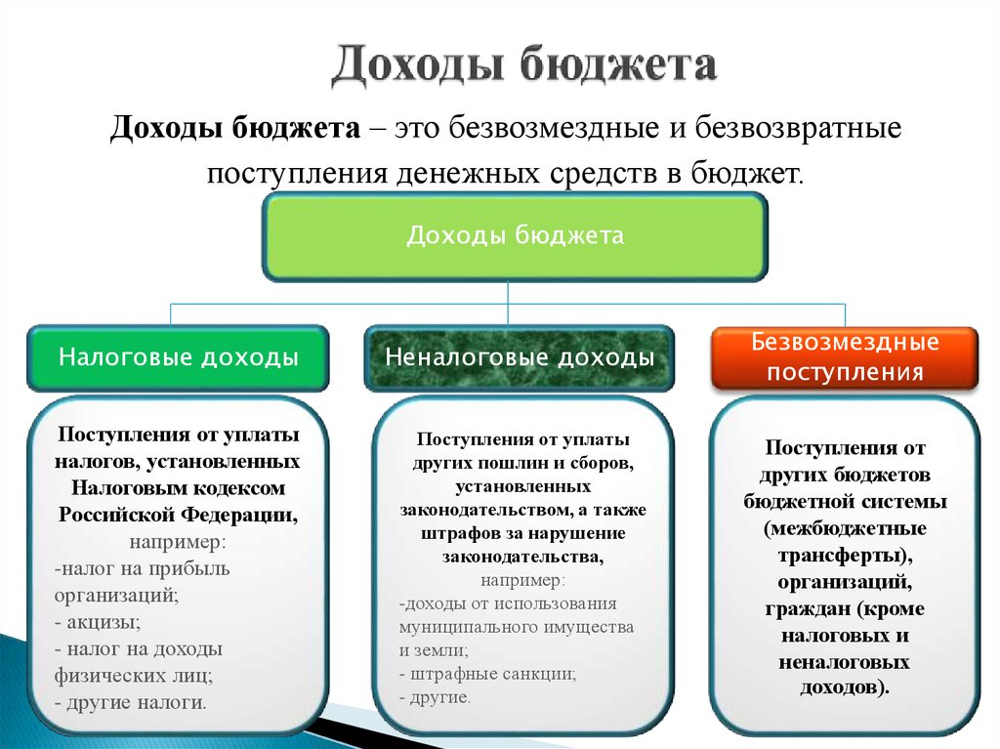 Доходы бюджета
Доходы бюджета – это безвозмездные и безвозвратные
поступления денежных средств в бюджет.
Доходы бюджета
Налоговые доходы
Поступления от уплаты
налогов, установленных
Налоговым кодексом
Российской Федерации,
например:
-налог на прибыль
организаций;
- акцизы;
- налог на доходы
физических лиц;
- другие налоги.
Неналоговые доходы
Поступления от уплаты
других пошлин и сборов,
установленных
законодательством, а также
штрафов за нарушение
законодательства,
например:
-доходы от использования
муниципального имущества
и земли;
- штрафные санкции;
- другие.
Безвозмездные
поступления
Поступления от
других бюджетов
бюджетной системы
(межбюджетные
трансферты),
организаций,
граждан (кроме
налоговых и
неналоговых
доходов).